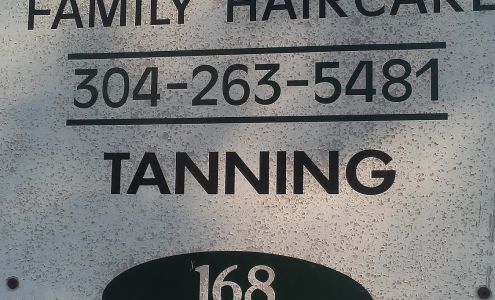 FAMILY HAIRCARE
304-263-5481
TANNING
168